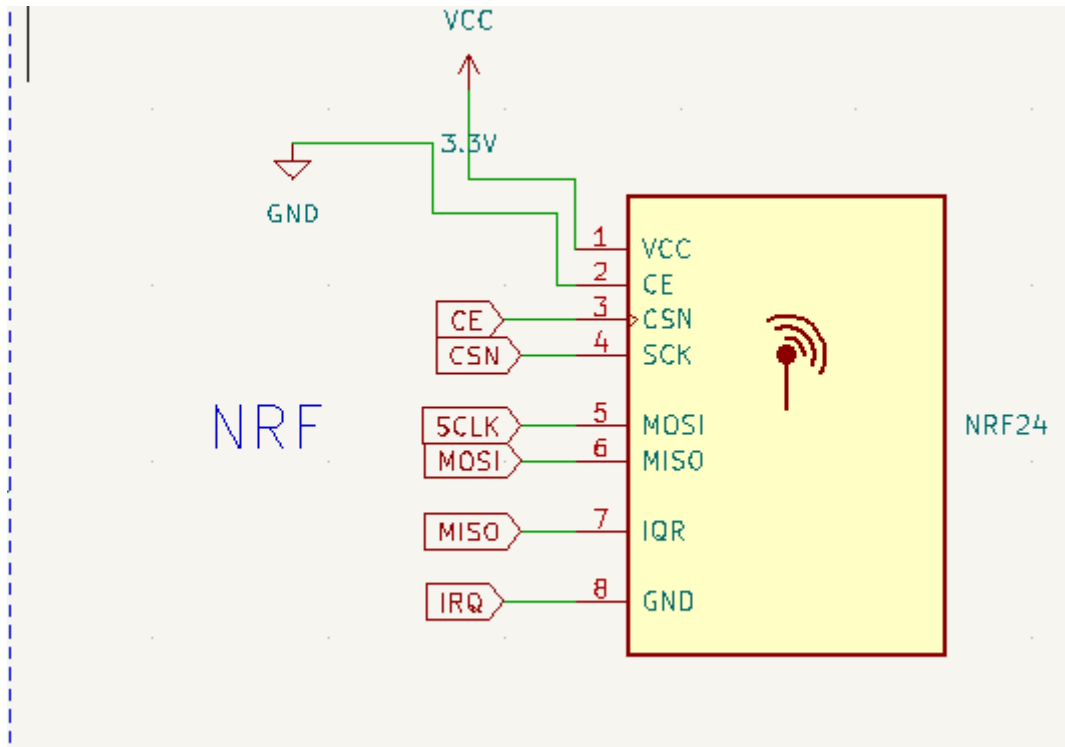 VCC
3.3V
GND
1 VCC
2 CE
CE 3 CSN
CSN 4 SCK
NRF
SCLK 5 MOSI
NRF24
MOSI 6 MISO
MISO 7 IQR
IRQ 8 GND